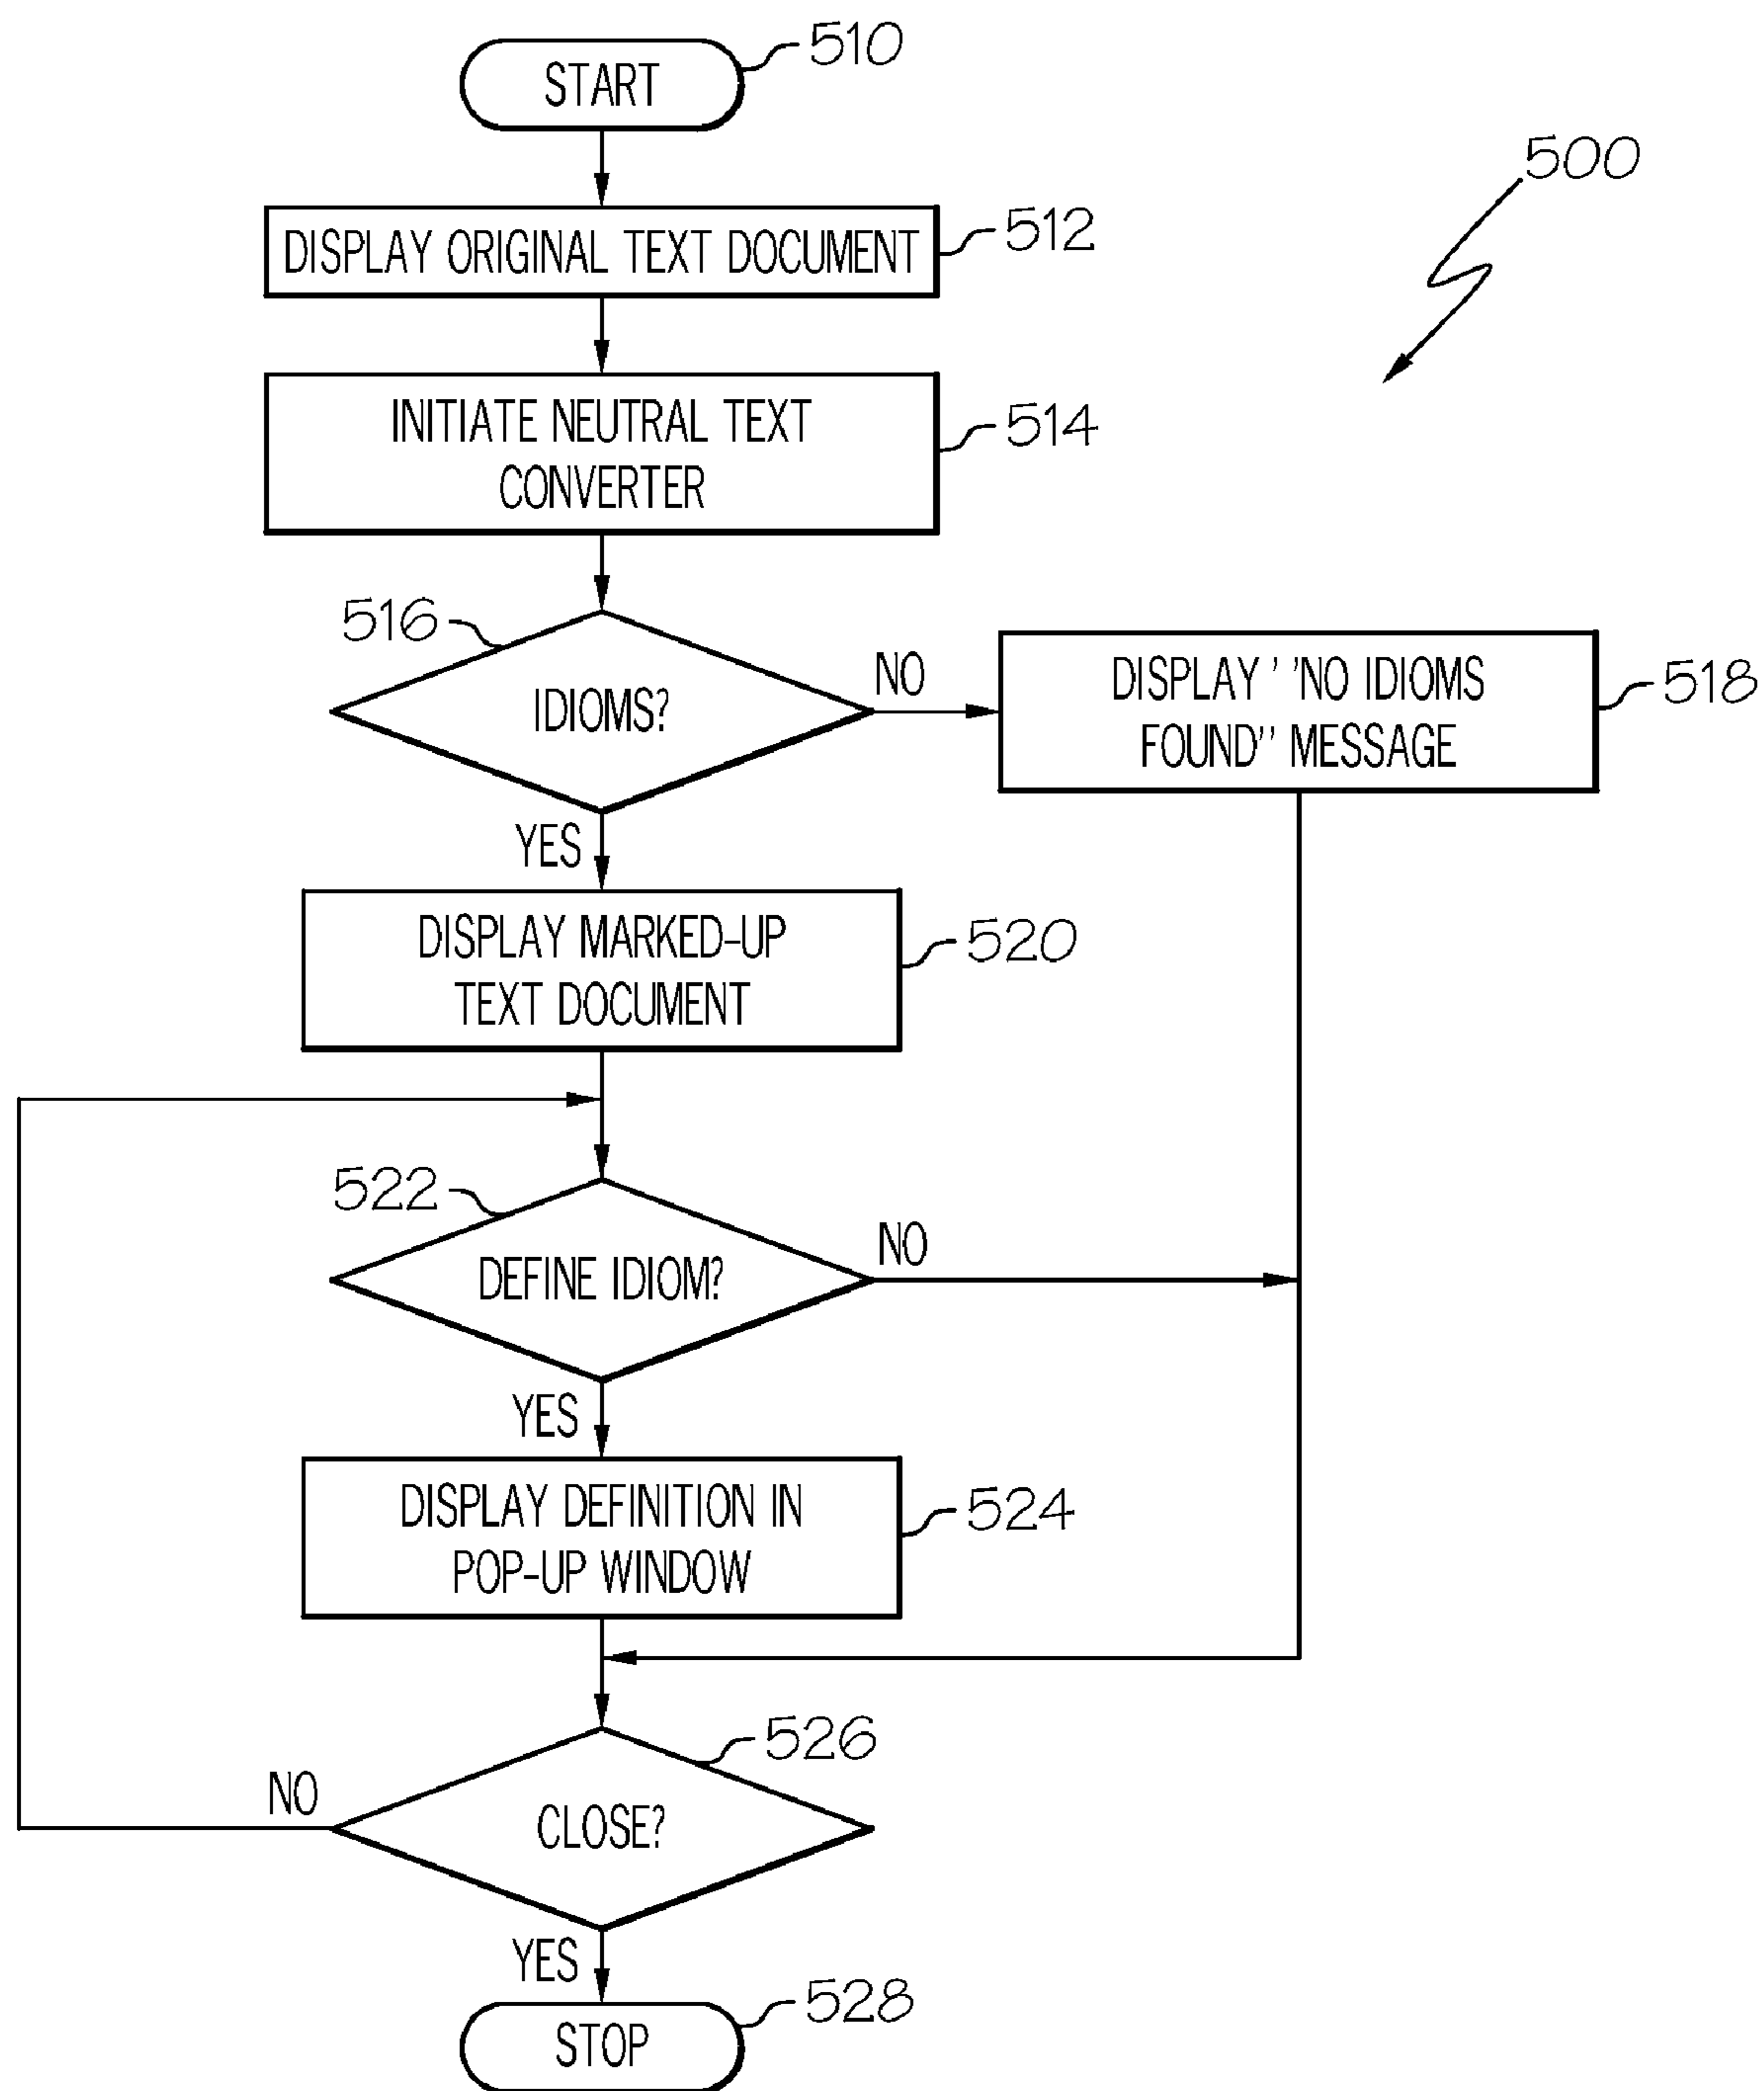 START
510
500
DISPLAY ORIGINAL TEXT DOCUMENT
512
INITIATE NEUTRAL TEXT
CONVERTER
514
516
IDIOMS?
NO
DISPLAY ''NO IDIOMS
FOUND'' MESSAGE
518
YES
DISPLAY MARKED-UP
TEXT DOCUMENT
520
522
DEFINE IDIOM?
NO
YES
DISPLAY DEFINITION IN
POP-UP WINDOW
524
526
CLOSE?
NO
YES
STOP
528